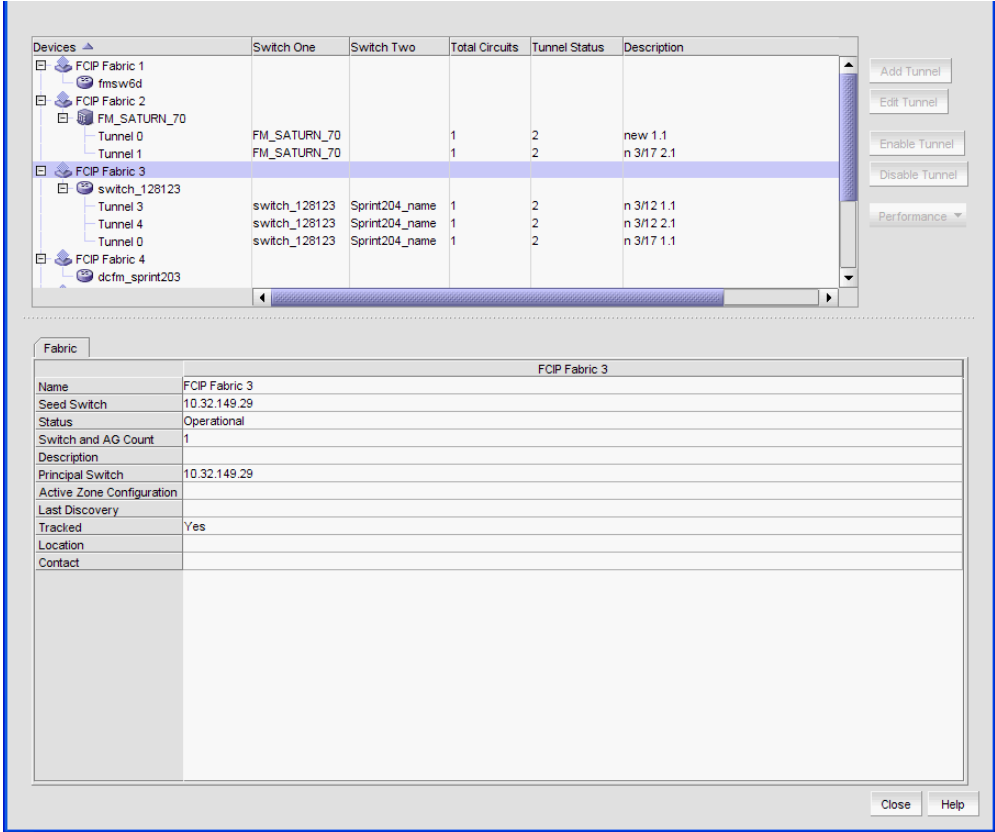 Devices Switch One Switch Two Total Circuits Tunnel Status Description
FCIP Fabric 1
fmsw6d
FCIP Fabric 2
FM_SATURN_70
Tunnel 0 FM_SATURN_70 1 2 new 1.1
Tunnel 1 FM_SATURN_70 1 2 n 3/17 2.1
FCIP Fabric 3
switch_128123
Tunnel 3 switch_128123 Sprint204_name 1 2 n 3/12 1.1
Tunnel 4 switch_128123 Sprint204_name 1 2 n 3/12 2.1
Tunnel 0 switch_128123 Sprint204_name 1 2 n 3/17 1.1
FCIP Fabric 4
dcfm_sprint203
Add Tunnel
Edit Tunnel
Enable Tunnel
Disable Tunnel
Performance
Fabric
FCIP Fabric 3
Name FCIP Fabric 3
Seed Switch 10.32.149.29
Status Operational
Switch and AG Count 1
Description
Principal Switch 10.32.149.29
Active Zone Configuration
Last Discovery
Tracked Yes
Location
Contact
Close Help